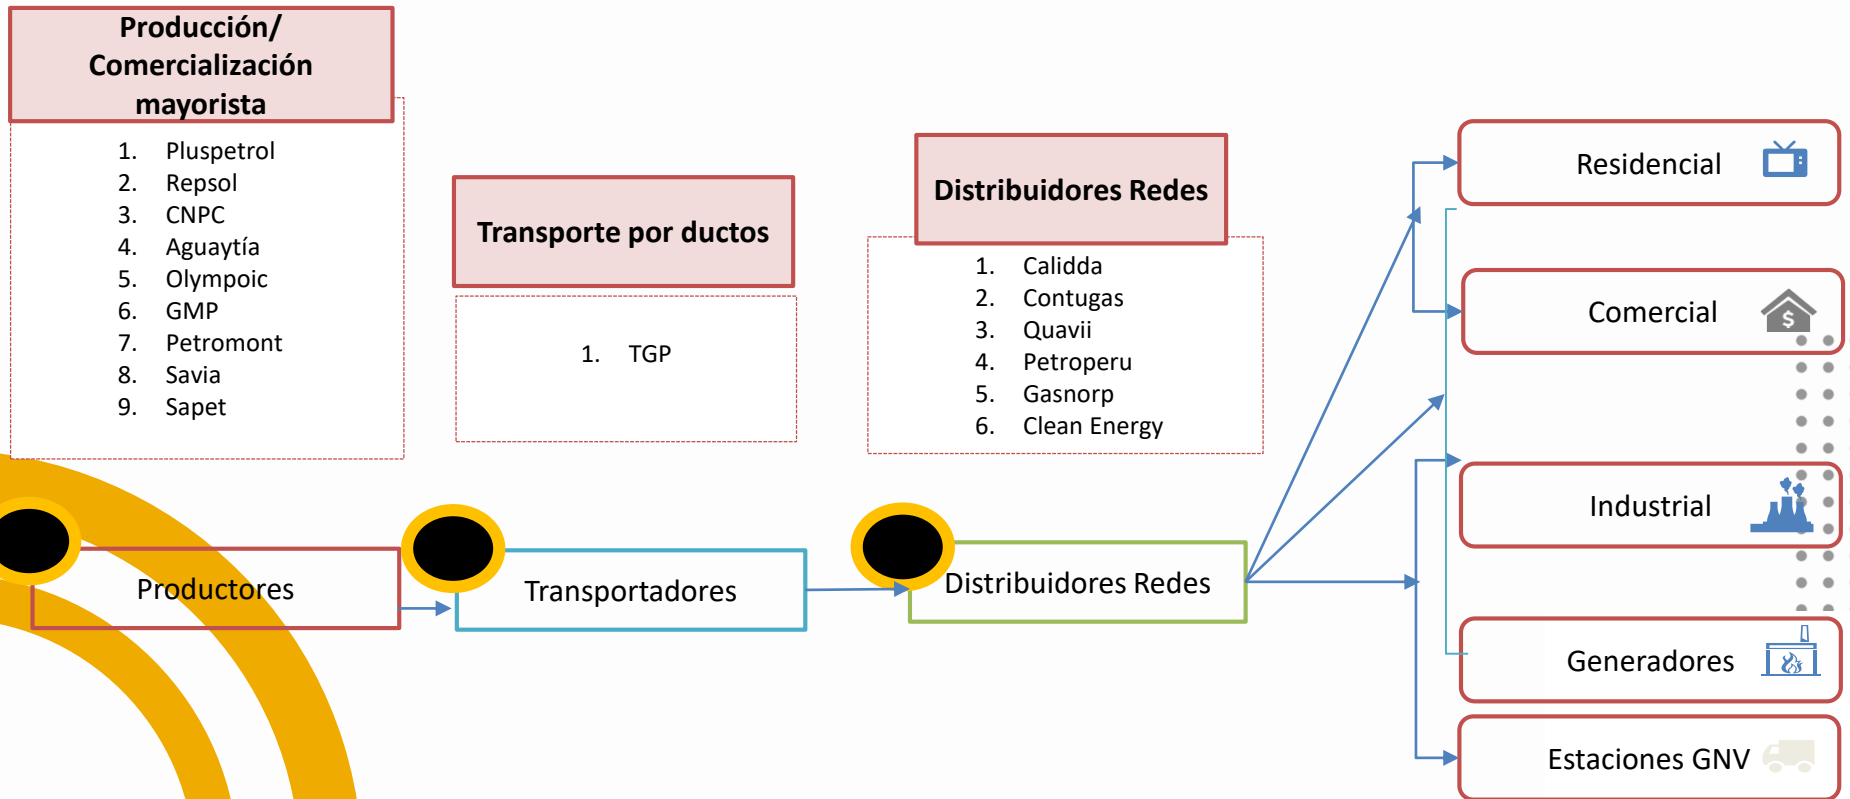 Producción/
Comercialización
mayorista
1. Pluspetrol
2. Repsol
3. CNPC
4. Aguaytía
5. Olympoic
6. GMP
7. Petromont
8. Savia
9. Sapet
Transporte por ductos
1. TGP
Distribuidores Redes
1. Calidda
2. Contugas
3. Quavii
4. Petroperu
5. Gasnorp
6. Clean Energy
Productores
Transportadores
Distribuidores Redes
Residencial
Comercial
$
Industrial
Generadores
Estaciones GNV